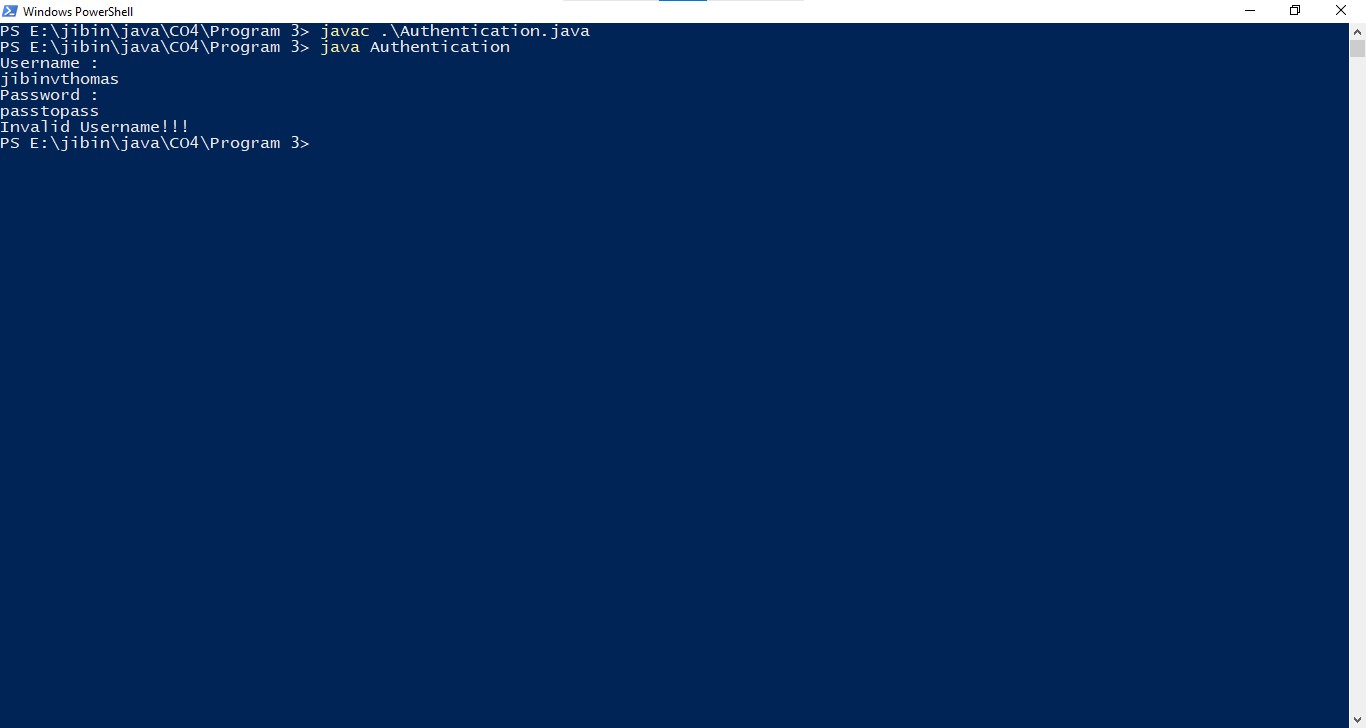 Windows PowerShell
PS E:\jibin\java\CO4\Program 3> javac .\Authentication.java
PS E:\jibin\java\CO4\Program 3> java Authentication
Username :
jibinvthomas
Password :
passtopass
Invalid Username!!!
PS E:\jibin\java\CO4\Program 3>